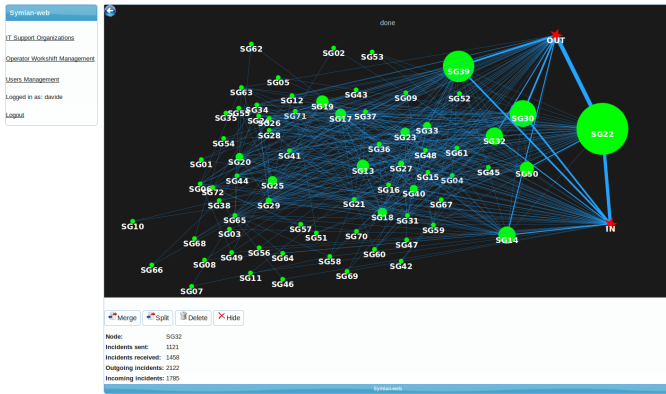 Symian-web
IT Support Organizations
Operator Workshift Management
Users Management
Logged in as: davide
Logout
done
OUT
SG62
SG02
SG53
SG39
SG05
SG63
SG12
SG43
SG09
SG52
SG19
SG34
SG35
SG71
SG17
SG37
SG30
SG22
SG26
SG28
SG33
SG23
SG32
SG54
SG36
SG48
SG61
SG41
SG01
SG20
SG13
SG27
SG15
SG04
SG45
SG50
SG44
SG25
SG72
SG16
SG40
SG38
SG29
SG21
SG67
SG10
SG65
SG18
SG31
IN
SG03
SG57
SG51
SG59
SG68
SG70
SG47
SG14
SG49
SG56
SG64
SG60
SG66
SG08
SG58
SG42
SG11
SG46
SG69
SG07
Merge
Split
Delete
Hide
Node: SG32
Incidents sent: 1121
Incidents received: 1458
Outgoing incidents: 2122
Incoming incidents: 1785
Symian-web